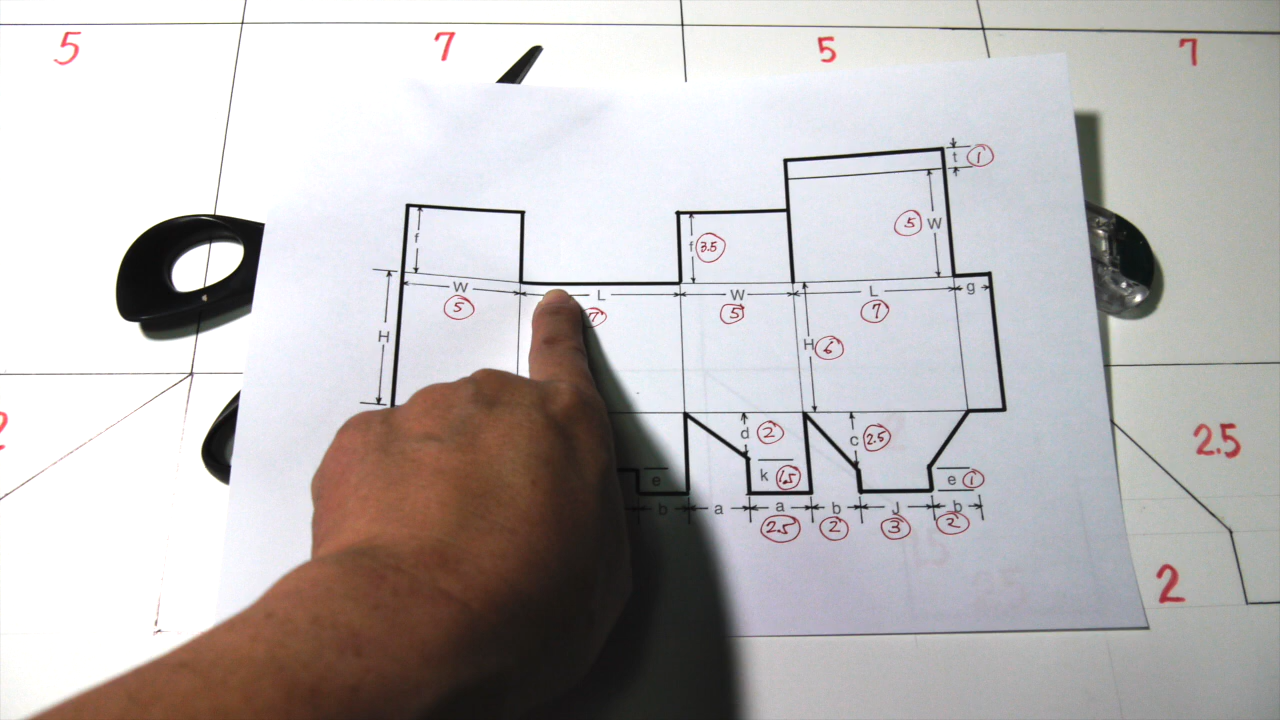 5 7 5 7
t 1
f f 3.5 5 W
W L W L g
5 7 5 7
H H 6
2 d 2 c 2.5 2.5
e k 1.5 e 1
b a a b J b
2.5 2 3 2
2